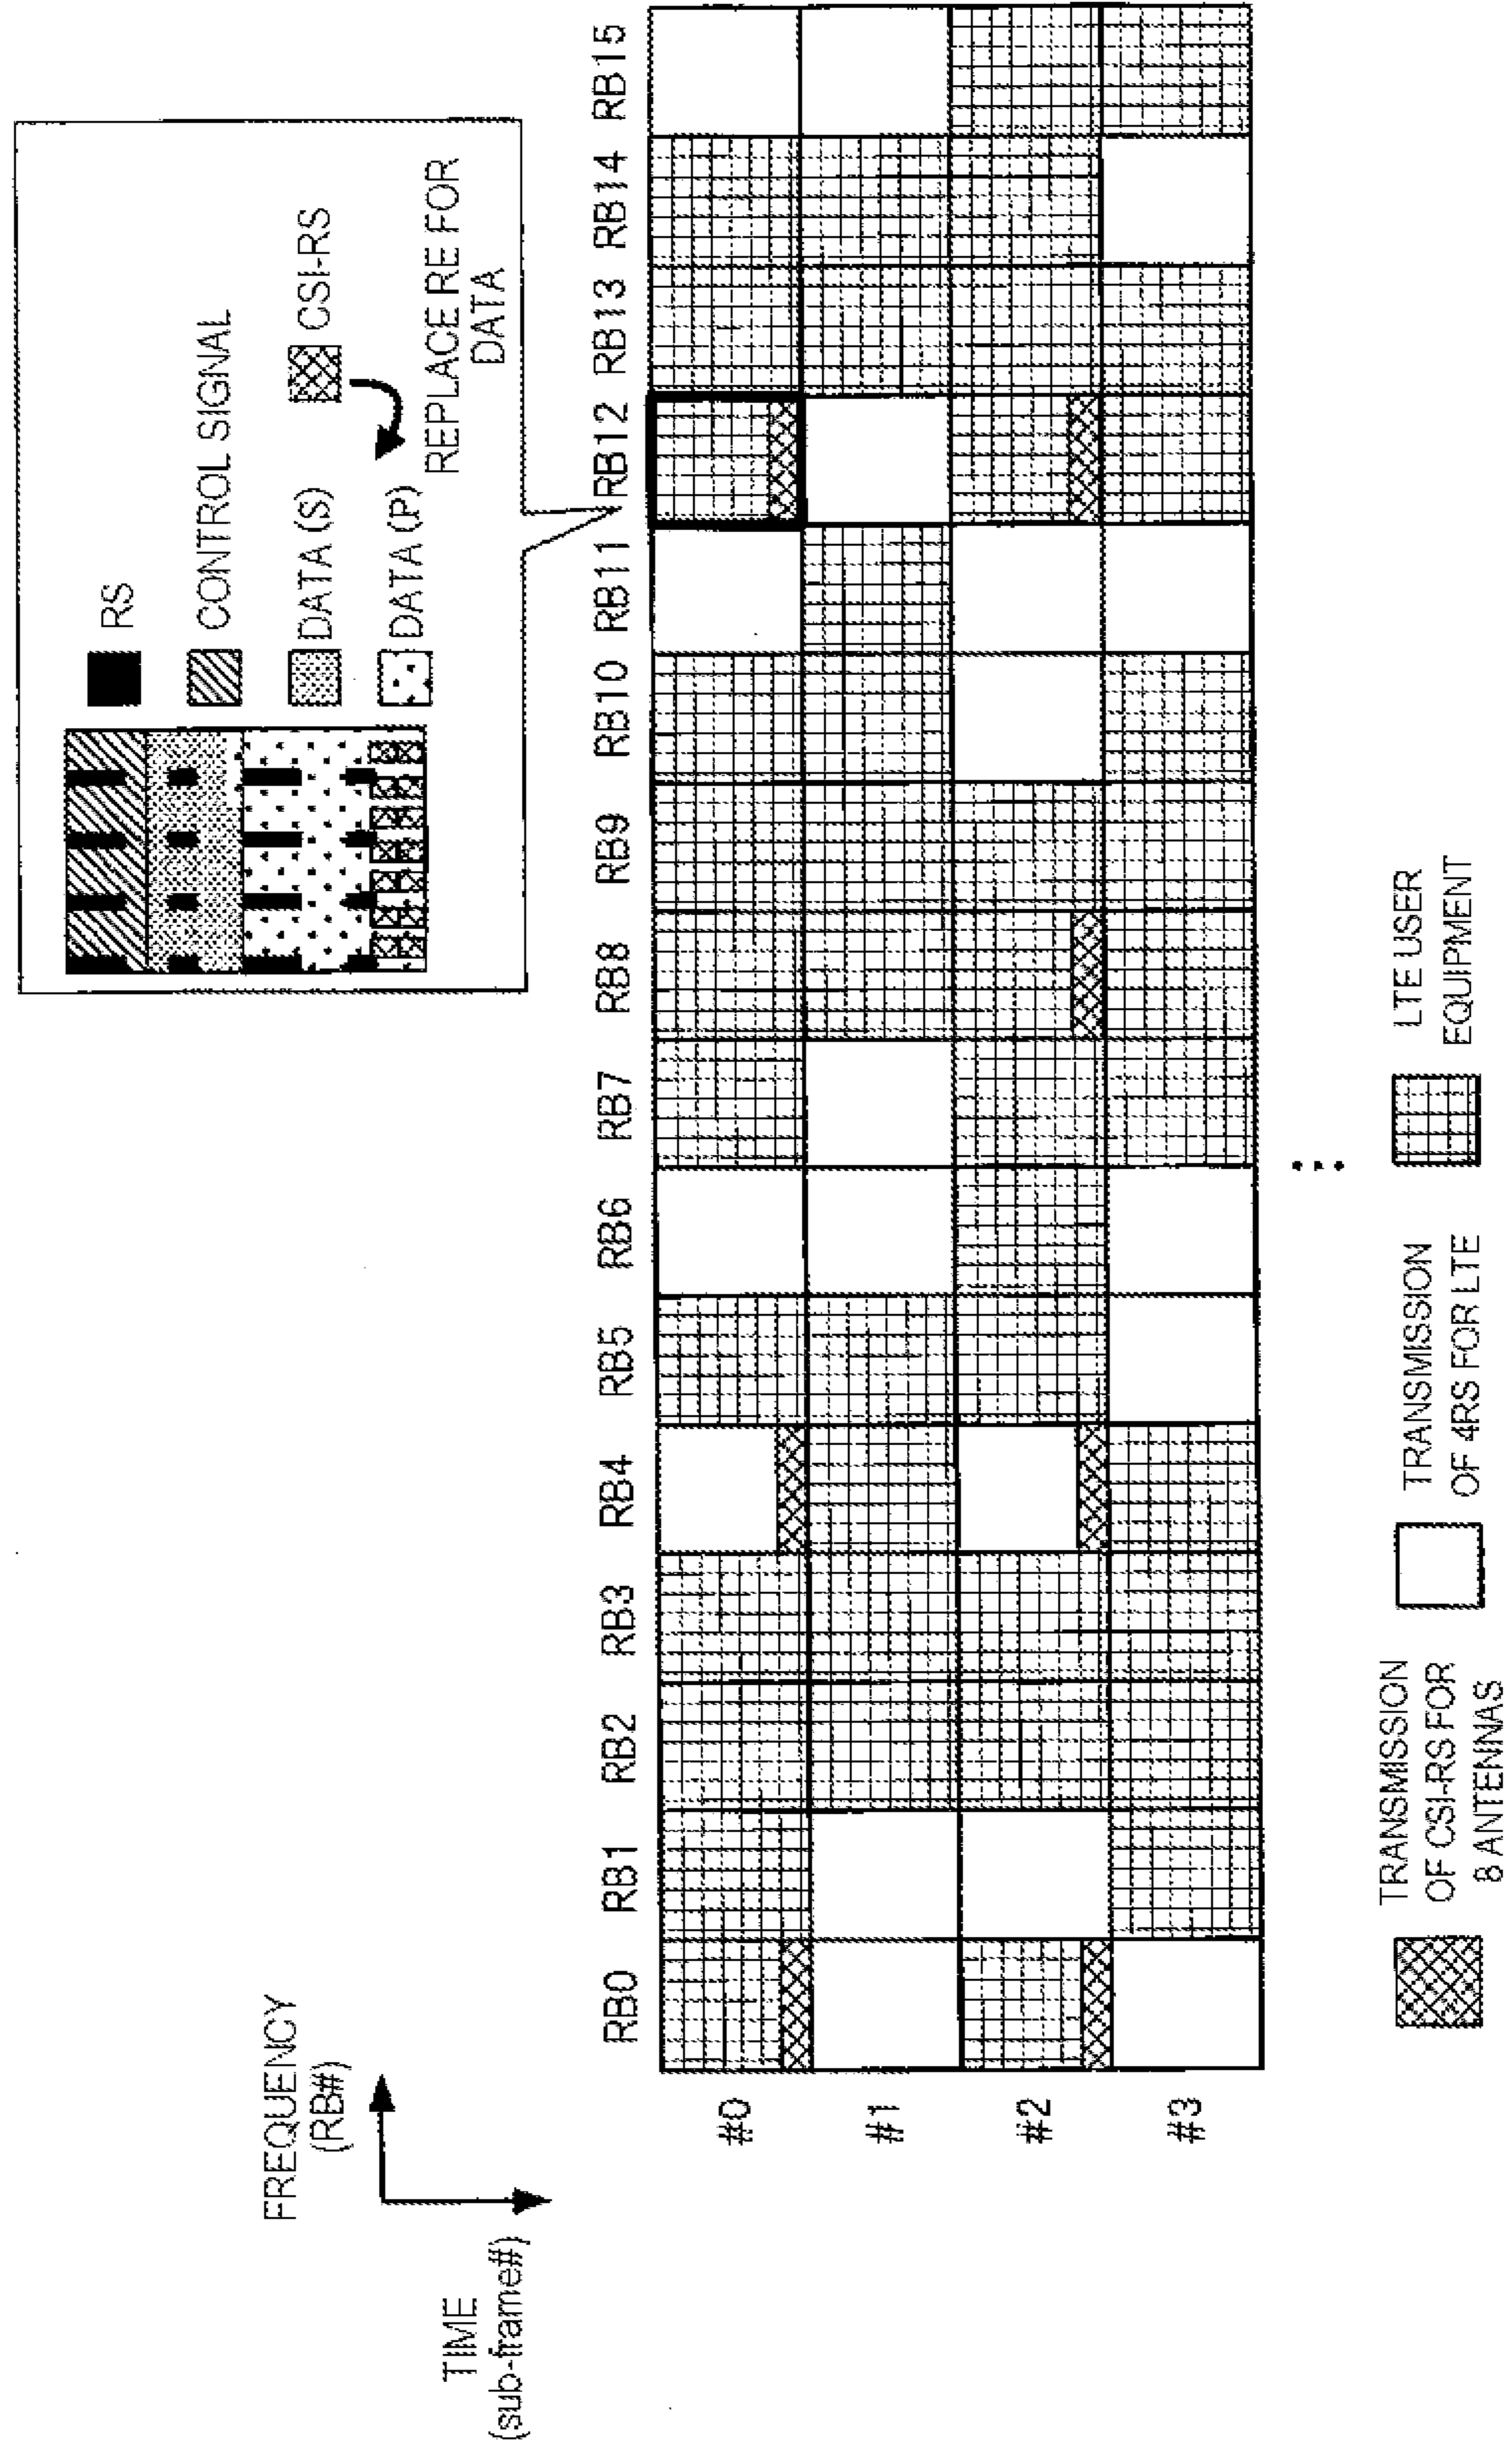 FREQUENCY
(RB#)
TIME
(sub-frame#)
RS
CONTROL SIGNAL
DATA (S)
CSI-RS
DATA (P)
REPLACE RE FOR
DATA
RB0 RB1 RB2 RB3 RB4 RB5 RB6 RB7 RB8 RB9 RB10 RB11 RB12 RB13 RB14 RB15
#0
#1
#2
#3
TRANSMISSION
OF CSI-RS FOR
8 ANTENNAS
TRANSMISSION
OF 4RS FOR LTE
LTE USER
EQUIPMENT